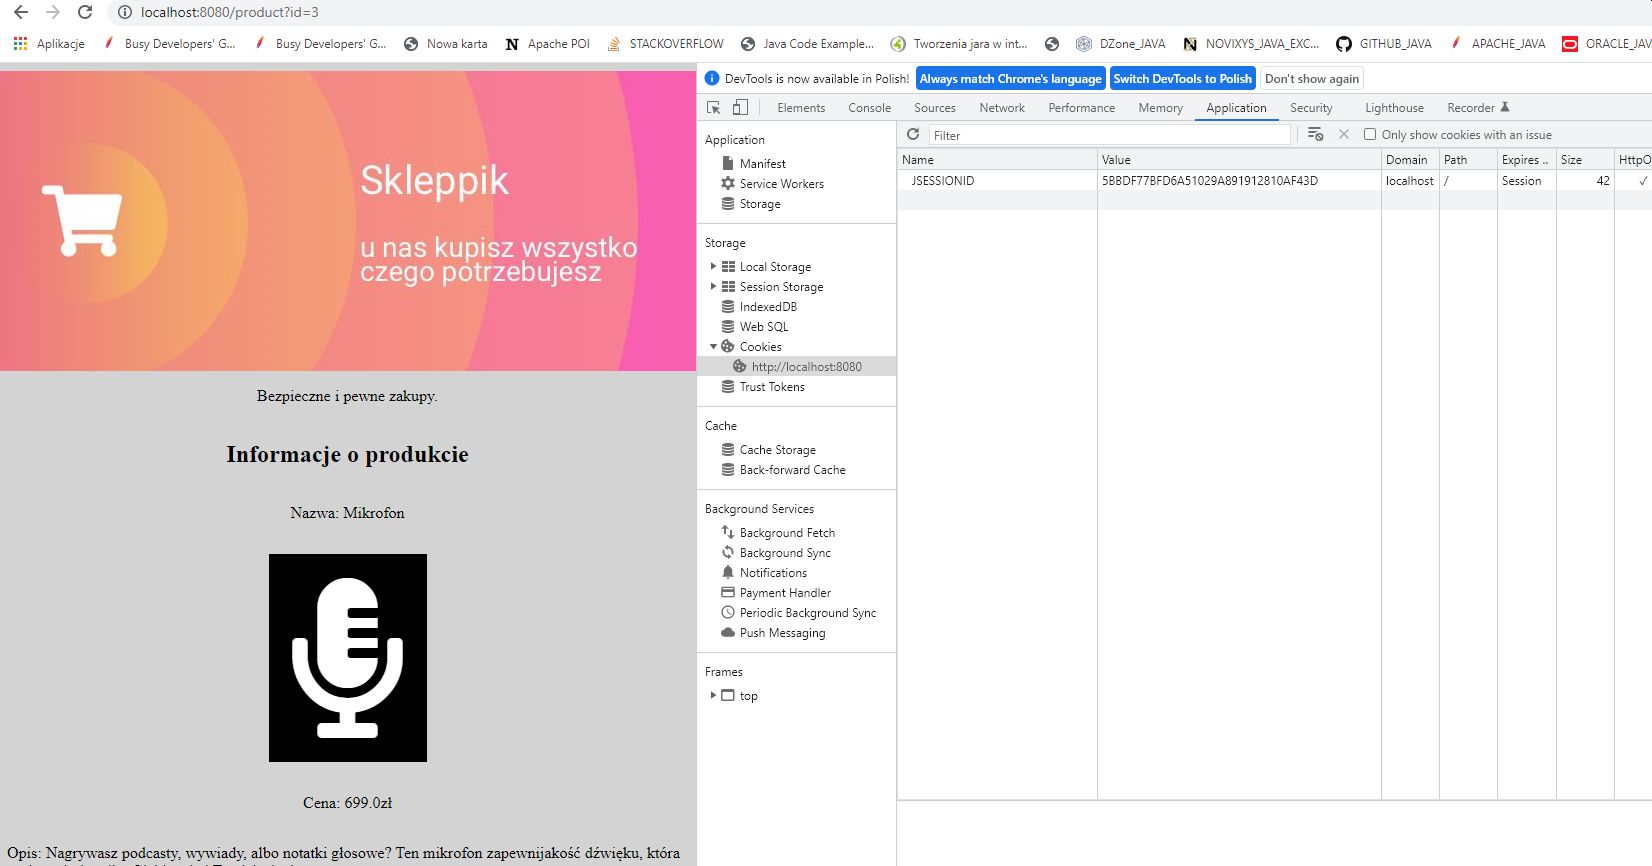 localhost:8080/product?id=3
Aplikacje Busy Developers' G... Busy Developers' G... Nowa karta Apache POI STACKOVERFLOW Java Code Example... Tworzenia jara w int... DZone_JAVA NOVIXYS_JAVA_EXC... GITHUB_JAVA APACHE_JAVA ORACLE_JAV
Skleppik
u nas kupisz wszystko
czego potrzebujesz
Bezpieczne i pewne zakupy.
Informacje o produkcie
Nazwa: Mikrofon
Cena: 699.0zł
Opis: Nagrywasz podcasty, wywiady, albo notatki głosowe? Ten mikrofon zapewnijakość dźwięku, która
DevTools is now available in Polish! Always match Chrome's language Switch DevTools to Polish Don't show again
Elements Console Sources Network Performance Memory Application Security Lighthouse Recorder
Application
Manifest
Service Workers
Storage
Storage
Local Storage
Session Storage
IndexedDB
Web SQL
Cookies
http://localhost:8080
Trust Tokens
Cache
Cache Storage
Back-forward Cache
Background Services
Background Fetch
Background Sync
Notifications
Payment Handler
Periodic Background Sync
Push Messaging
Frames
top
Filter Only show cookies with an issue
Name Value Domain Path Expires .. Size HttpO
JSESSIONID 5BBDF77BFD6A51029A891912810AF43D localhost / Session 42 ✓